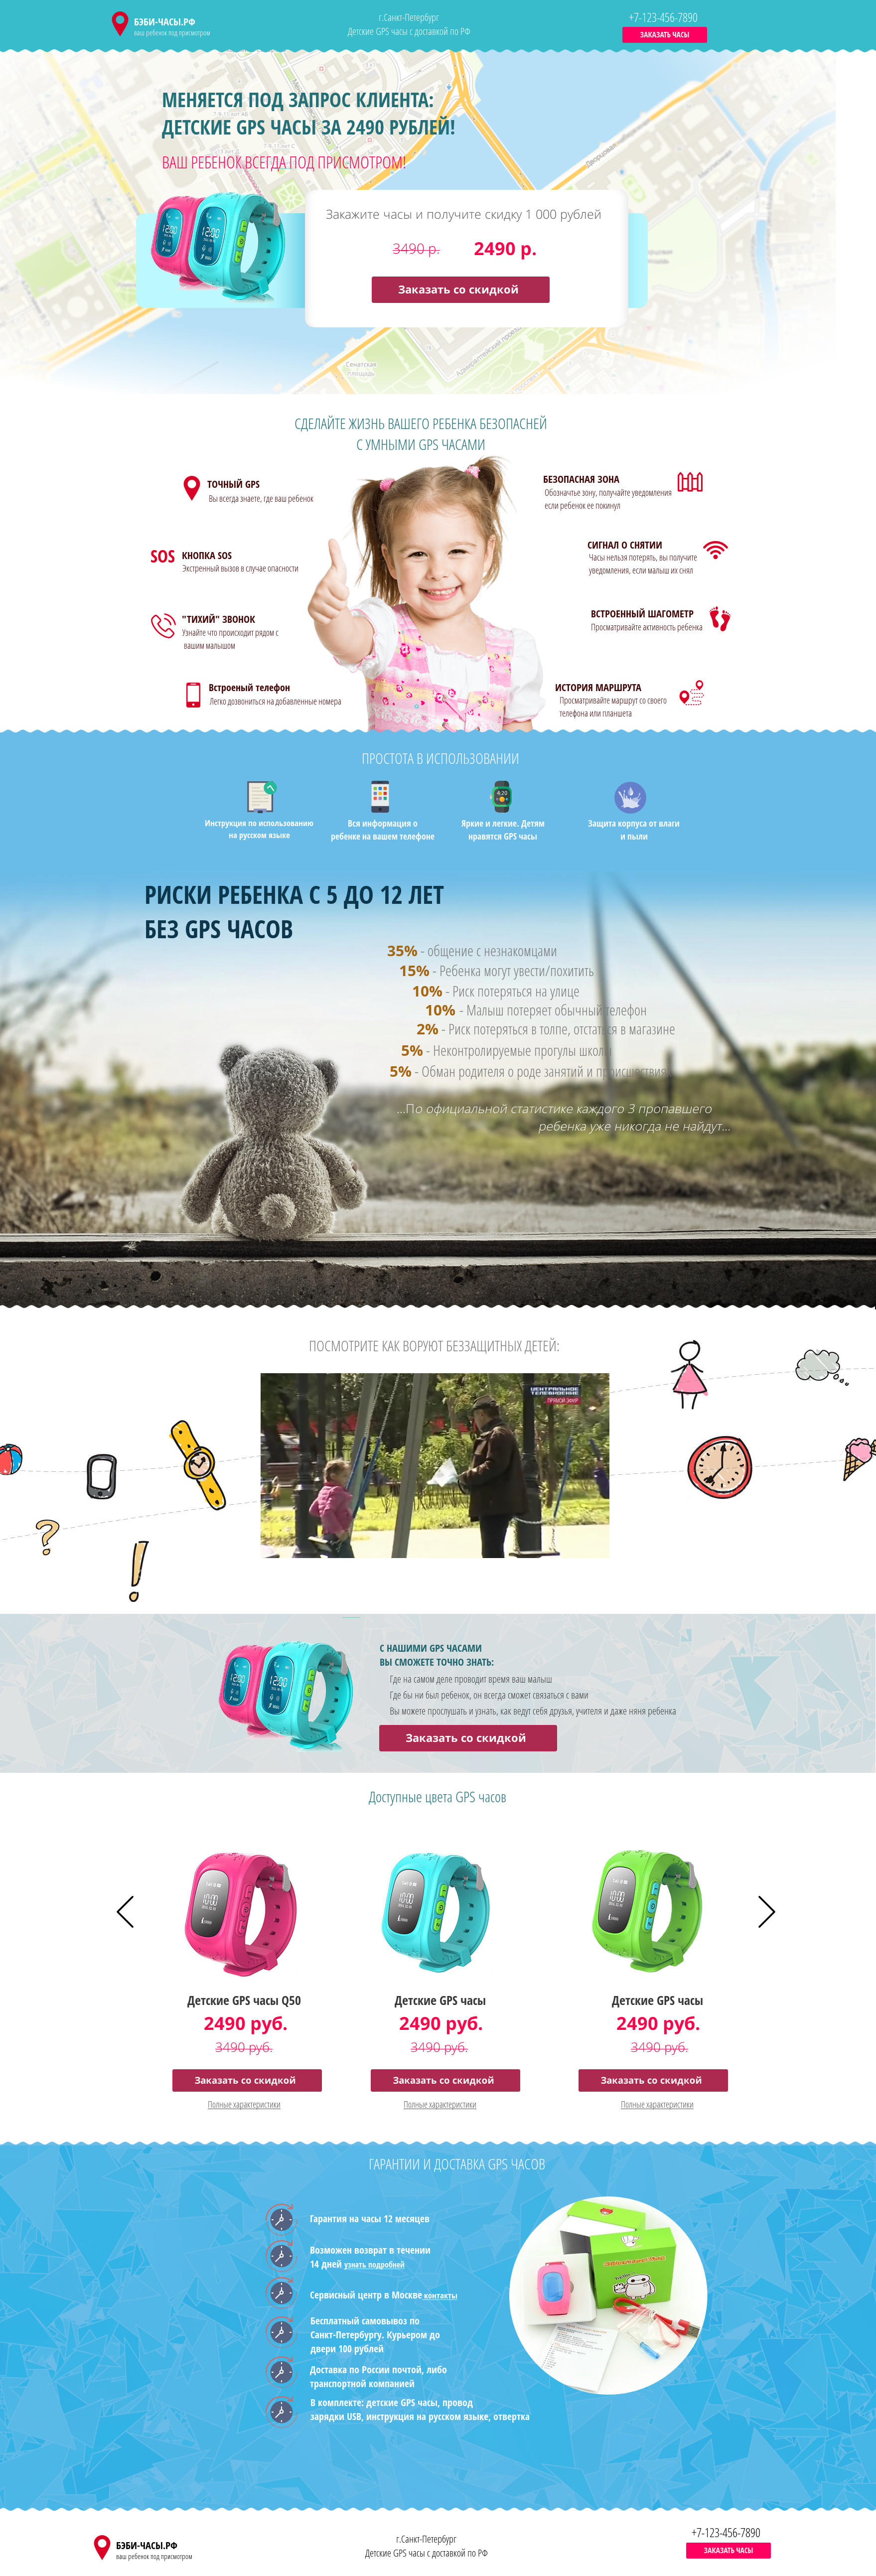 БЭБИ-ЧАСЫ.РФ
ваш ребенок под присмотром
г.Санкт-Петербург
Детские GPS часы с доставкой по РФ
+7-123-456-7890
ЗАКАЗАТЬ ЧАСЫ
МЕНЯЕТСЯ ПОД ЗАПРОС КЛИЕНТА:
ДЕТСКИЕ GPS ЧАСЫ ЗА 2490 РУБЛЕЙ!
ВАШ РЕБЕНОК ВСЕГДА ПОД ПРИСМОТРОМ!
Закажите часы и получите скидку 1 000 рублей
3490 р.
2490 р.
Заказать со скидкой
Сенатская
площадь
СДЕЛАЙТЕ ЖИЗНЬ ВАШЕГО РЕБЕНКА БЕЗОПАСНЕЙ
С УМНЫМИ GPS ЧАСАМИ
ТОЧНЫЙ GPS
Вы всегда знаете, где ваш ребенок
SOS
КНОПКА SOS
Экстренный вызов в случае опасности
"ТИХИЙ" ЗВОНОК
Узнайте что происходит рядом с
вашим малышом
Встроеный телефон
Легко дозвониться на добавленные номера
БЕЗОПАСНАЯ ЗОНА
Обозначтье зону, получайте уведомления
если ребенок ее покинул
СИГНАЛ О СНЯТИИ
Часы нельзя потерять, вы получите
уведомления, если малыш их снял
ВСТРОЕННЫЙ ШАГОМЕТР
Просматривайте активность ребенка
ИСТОРИЯ МАРШРУТА
Просматривайте маршрут со своего
телефона или планшета
ПРОСТОТА В ИСПОЛЬЗОВАНИИ
Инструкция по использованию
на русском языке
Вся информация о
ребенке на вашем телефоне
Яркие и легкие. Детям
нравятся GPS часы
Защита корпуса от влаги
и пыли
РИСКИ РЕБЕНКА С 5 ДО 12 ЛЕТ
БЕЗ GPS ЧАСОВ
35% - общение с незнакомцами
15% - Ребенка могут увести/похитить
10% - Риск потеряться на улице
10% - Малыш потеряет обычный телефон
2% - Риск потеряться в толпе, отстаться в магазине
5% - Неконтролируемые прогулы школы
5% - Обман родителя о роде занятий и происшествиях
...По официальной статистике каждого 3 пропавшего
ребенка уже никогда не найдут...
ПОСМОТРИТЕ КАК ВОРУЮТ БЕЗЗАЩИТНЫХ ДЕТЕЙ:
ЦЕНТРАЛЬНОЕ
ТЕЛЕВИДЕНИЕ
ПРЯМОЙ ЭФИР
С НАШИМИ GPS ЧАСАМИ
ВЫ СМОЖЕТЕ ТОЧНО ЗНАТЬ:
Где на самом деле проводит время ваш малыш
Где бы ни был ребенок, он всегда сможет связаться с вами
Вы можете прослушать и узнать, как ведут себя друзья, учителя и даже няня ребенка
Заказать со скидкой
Доступные цвета GPS часов
Детские GPS часы Q50
2490 руб.
3490 руб.
Заказать со скидкой
Полные характеристики
Детские GPS часы
2490 руб.
3490 руб.
Заказать со скидкой
Полные характеристики
Детские GPS часы
2490 руб.
3490 руб.
Заказать со скидкой
Полные характеристики
ГАРАНТИИ И ДОСТАВКА GPS ЧАСОВ
Гарантия на часы 12 месяцев
Возможен возврат в течении
14 дней узнать подробней
Сервисный центр в Москве контакты
Бесплатный самовывоз по
Санкт-Петербургу. Курьером до
двери 100 рублей
Доставка по России почтой, либо
транспортной компанией
В комплекте: детские GPS часы, провод
зарядки USB, инструкция на русском языке, отвертка
БЭБИ-ЧАСЫ.РФ
ваш ребенок под присмотром
г.Санкт-Петербург
Детские GPS часы с доставкой по РФ
+7-123-456-7890
ЗАКАЗАТЬ ЧАСЫ